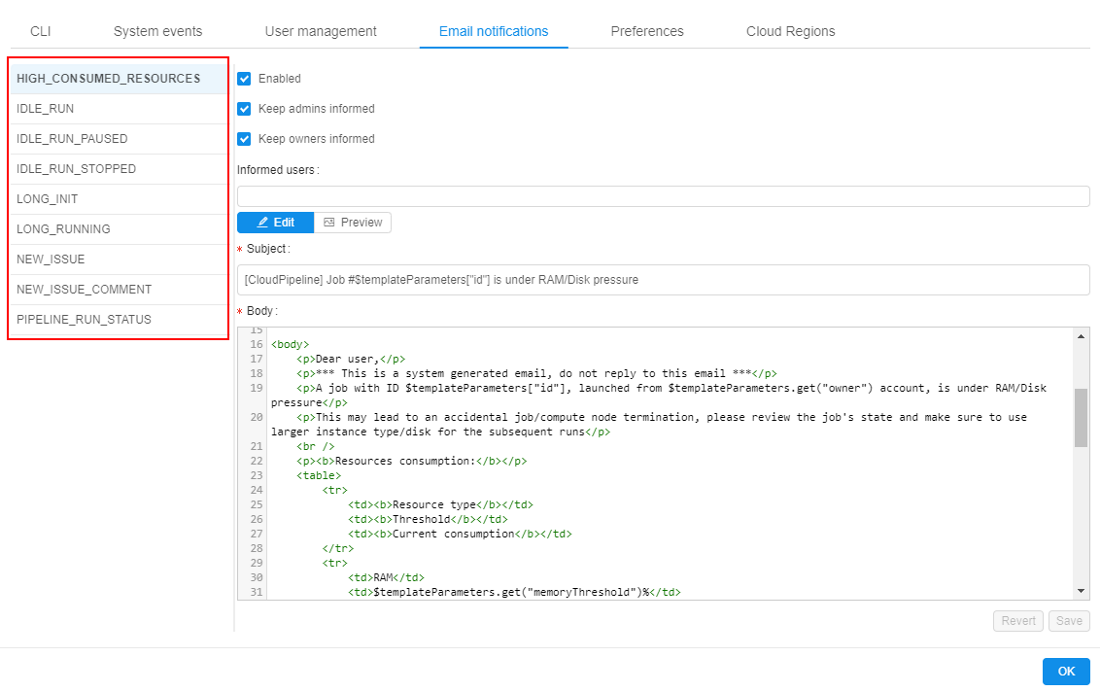 CLI System events User management Email notifications Preferences Cloud Regions
HIGH_CONSUMED_RESOURCES
IDLE_RUN
IDLE_RUN_PAUSED
IDLE_RUN_STOPPED
LONG_INIT
LONG_RUNNING
NEW_ISSUE
NEW_ISSUE_COMMENT
PIPELINE_RUN_STATUS
Enabled
Keep admins informed
Keep owners informed
Informed users:
Edit Preview
* Subject:
[CloudPipeline] Job #$templateParameters["id"] is under RAM/Disk pressure
* Body:
15
16 <body>
17 <p>Dear user,</p>
18 <p>*** This is a system generated email, do not reply to this email ***</p>
19 <p>A job with ID $templateParameters["id"], launched from $templateParameters.get("owner") account, is under RAM/Disk
pressure</p>
20 <p>This may lead to an accidental job/compute node termination, please review the job's state and make sure to use
larger instance type/disk for the subsequent runs</p>
21 <br />
22 <p><b>Resources consumption:</b></p>
23 <table>
24 <tr>
25 <td><b>Resource type</b></td>
26 <td><b>Threshold</b></td>
27 <td><b>Current consumption</b></td>
28 </tr>
29 <tr>
30 <td>RAM</td>
31 <td>$templateParameters.get("memoryThreshold")%</td>
Revert Save
OK